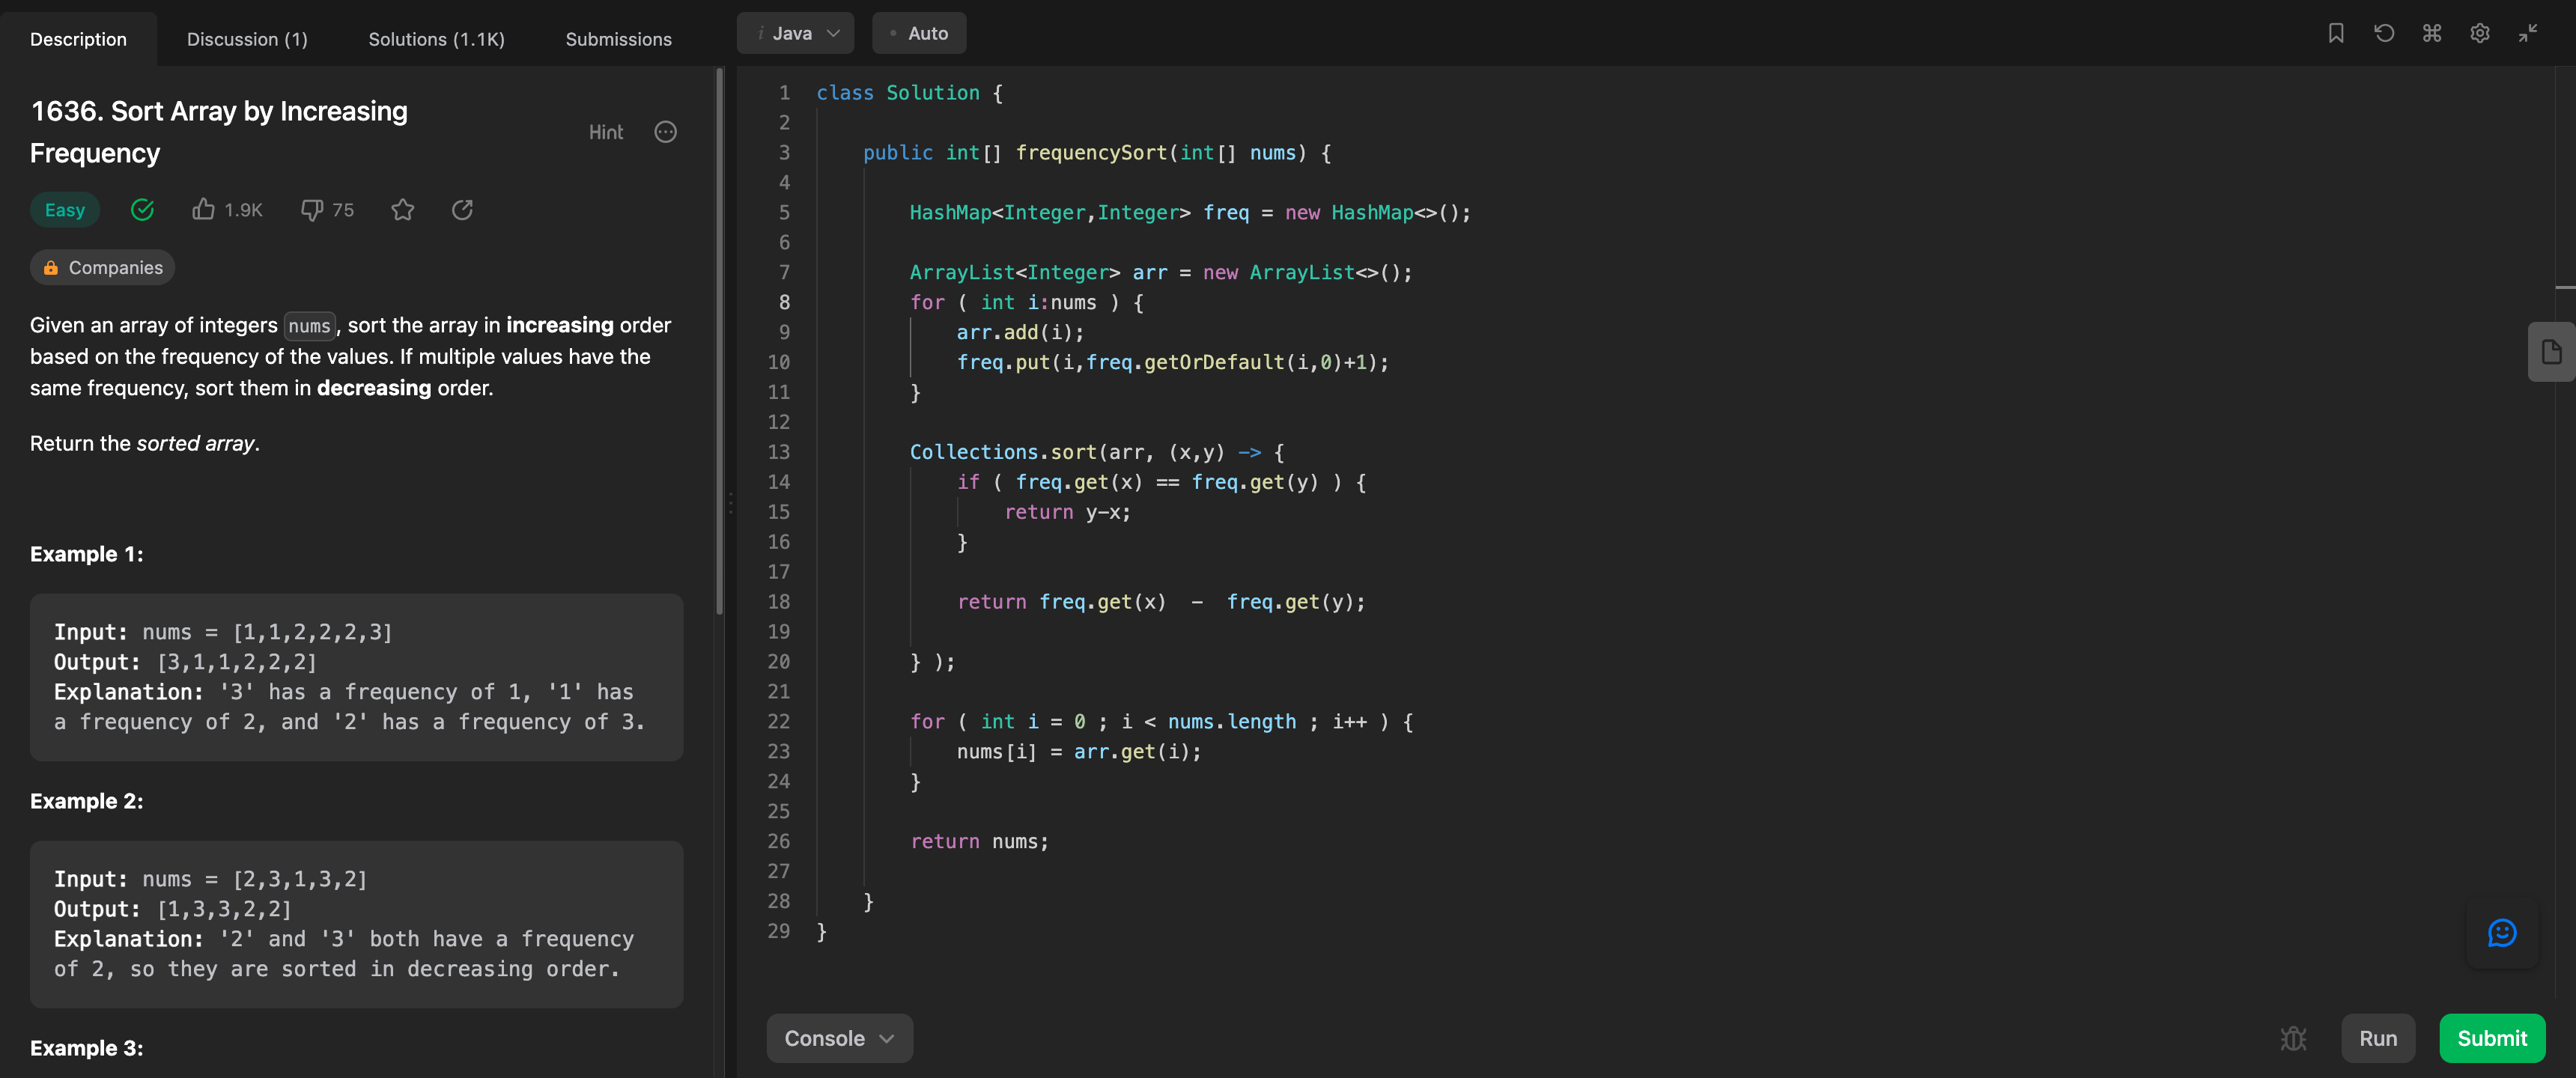 Description
Discussion (1)
Solutions (1.1K)
Submissions
i Java
Auto
1636. Sort Array by Increasing
Frequency
Hint
Easy
1.9K
75
Companies
Given an array of integers nums, sort the array in increasing order
based on the frequency of the values. If multiple values have the
same frequency, sort them in decreasing order.
Return the sorted array.
Example 1:
Input: nums = [1,1,2,2,2,3]
Output: [3,1,1,2,2,2]
Explanation: '3' has a frequency of 1, '1' has
a frequency of 2, and '2' has a frequency of 3.
Example 2:
Input: nums = [2,3,1,3,2]
Output: [1,3,3,2,2]
Explanation: '2' and '3' both have a frequency
of 2, so they are sorted in decreasing order.
Example 3:
1 class Solution {
2
3     public int[] frequencySort(int[] nums) {
4
5         HashMap<Integer,Integer> freq = new HashMap<>();
6
7         ArrayList<Integer> arr = new ArrayList<>();
8         for ( int i:nums ) {
9             arr.add(i);
10             freq.put(i,freq.getOrDefault(i,0)+1);
11         }
12
13         Collections.sort(arr, (x,y) -> {
14             if ( freq.get(x) == freq.get(y) ) {
15                 return y-x;
16             }
17
18             return freq.get(x)  -  freq.get(y);
19
20         } );
21
22         for ( int i = 0 ; i < nums.length ; i++ ) {
23             nums[i] = arr.get(i);
24         }
25
26         return nums;
27
28     }
29 }
Console
Run
Submit